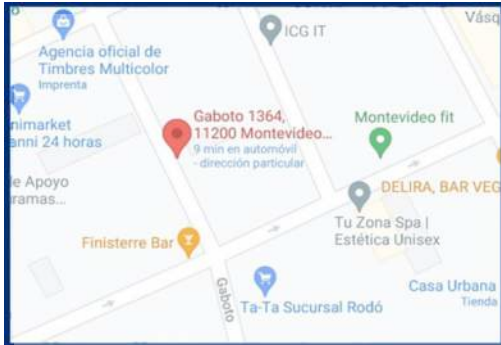 Vásq
ICG IT
Agencia oficial de
Timbres Multicolor
Imprenta
nimarket
anni 24 horas
Gaboto 1364,
11200 Montevideo...
9 min en automóvil
- dirección particular
Montevideo fit
le Apoyo
ramas...
DELIRA, BAR VEG
Tu Zona Spa |
Estética Unisex
Finisterre Bar
Gaboto
Ta-Ta Sucursal Rodó
Casa Urbana
Tienda